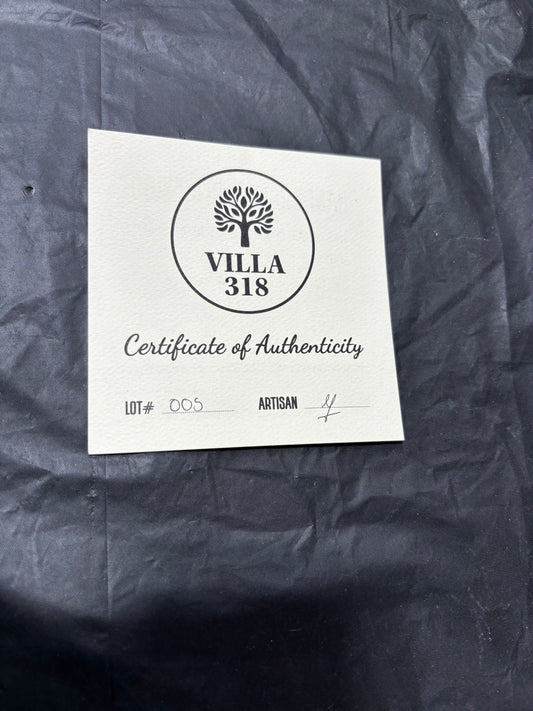 VILLA
318
Certificate of Authenticity
LOT# 005 ARTISAN